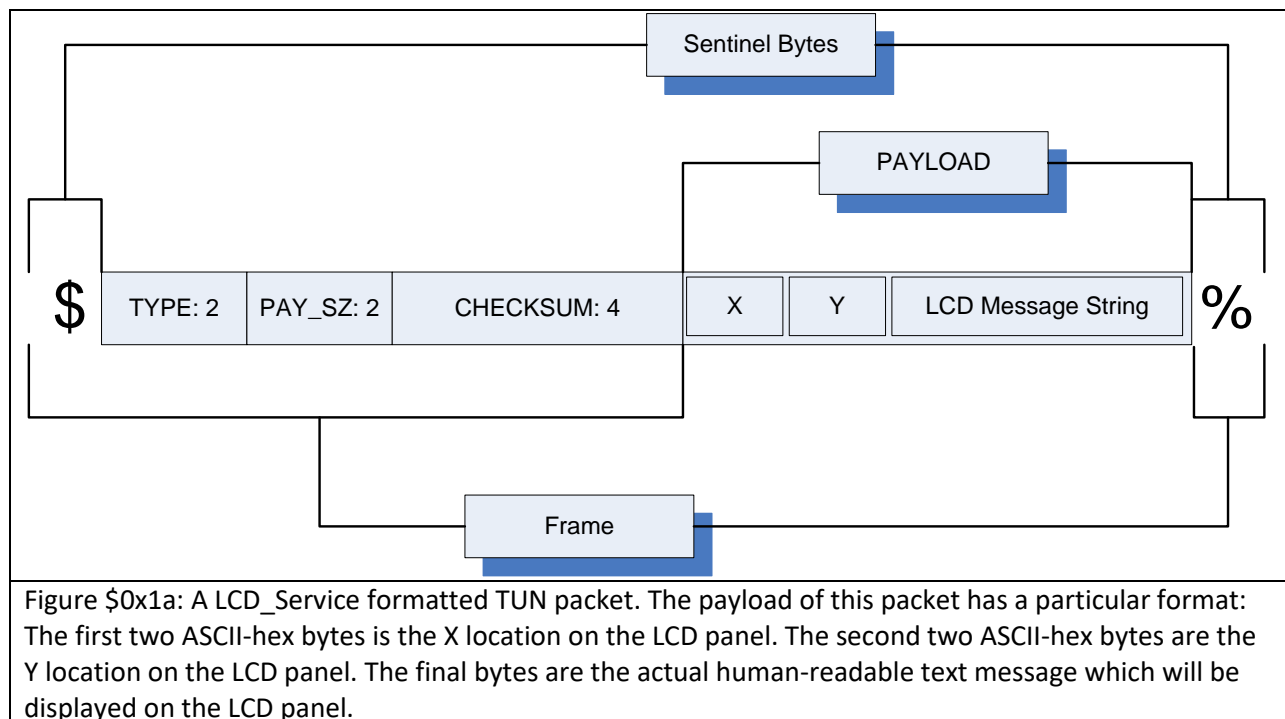 Sentinel Bytes
PAYLOAD
$ TYPE: 2 PAY_SZ: 2 CHECKSUM: 4 X Y LCD Message String %
Frame
Figure $0x1a: A LCD_Service formatted TUN packet. The payload of this packet has a particular format:
The first two ASCII-hex bytes is the X location on the LCD panel. The second two ASCII-hex bytes are the
Y location on the LCD panel. The final bytes are the actual human-readable text message which will be
displayed on the LCD panel.